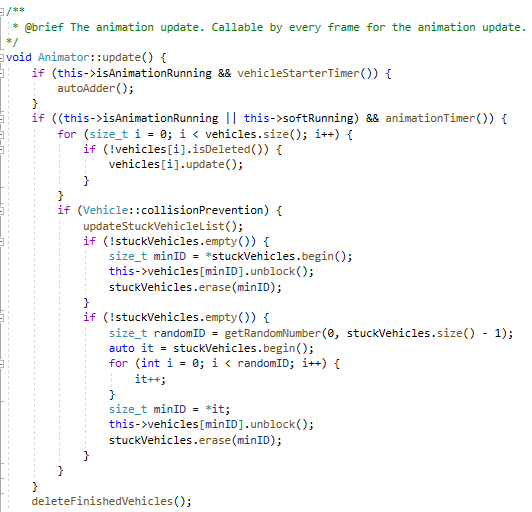 /**
 * @brief The animation update. Callable by every frame for the animation update.
*/
void Animator::update() {
    if (this->isAnimationRunning && vehicleStarterTimer()) {
        autoAdder();
    }
    if ((this->isAnimationRunning || this->softRunning) && animationTimer()) {
        for (size_t i = 0; i < vehicles.size(); i++) {
            if (!vehicles[i].isDeleted()) {
                vehicles[i].update();
            }
        }
        if (Vehicle::collisionPrevention) {
            updateStuckVehicleList();
            if (!stuckVehicles.empty()) {
                size_t minID = *stuckVehicles.begin();
                this->vehicles[minID].unblock();
                stuckVehicles.erase(minID);
            }
            if (!stuckVehicles.empty()) {
                size_t randomID = getRandomNumber(0, stuckVehicles.size() - 1);
                auto it = stuckVehicles.begin();
                for (int i = 0; i < randomID; i++) {
                    it++;
                }
                size_t minID = *it;
                this->vehicles[minID].unblock();
                stuckVehicles.erase(minID);
            }
        }
    }
    deleteFinishedVehicles();